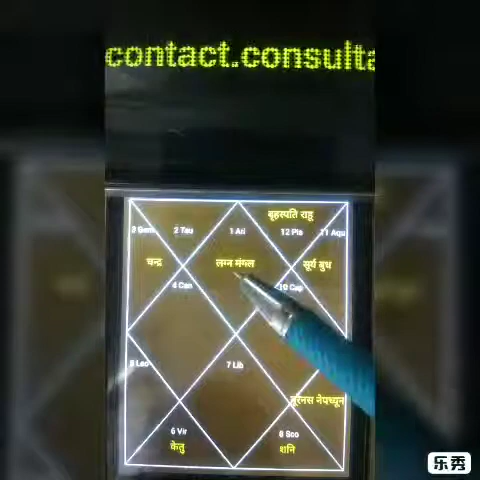 contact.consulta
बृहस्पति राहू
3 Gem 2 Tau 1 Ari 12 Pis 11 Aqu
चन्द्र लग्न मंगल सूर्य बुध
4 Can 10 Cap
5 Leo 7 Lib
नेपच्यून
6 Vir 8 Sco
केतु शनि
乐秀